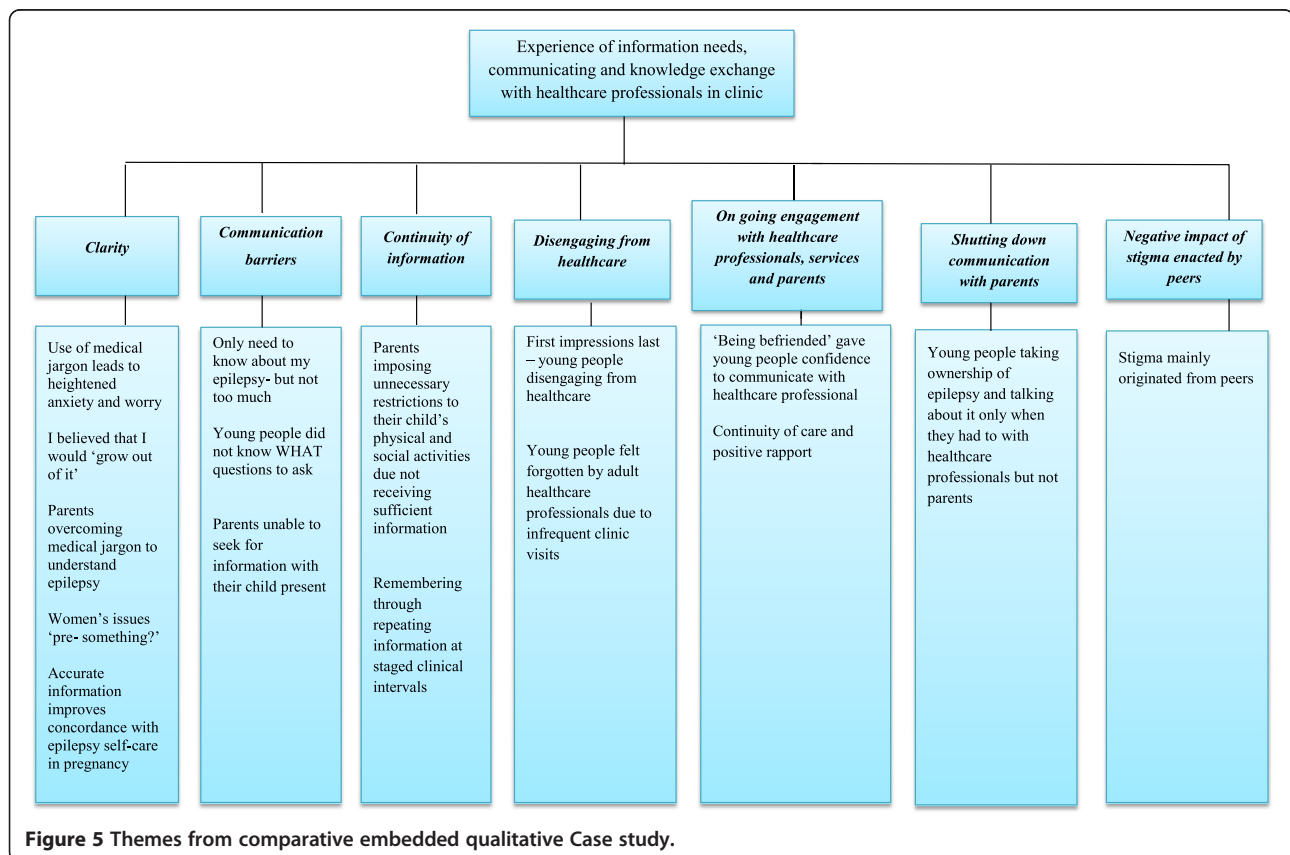 Experience of information needs,
communicating and knowledge exchange
with healthcare professionals in clinic
Clarity
Communication
barriers
Continuity of
information
Disengaging from
healthcare
On going engagement
with healthcare
professionals, services
and parents
Shutting down
communication
with parents
Negative impact of
stigma enacted by
peers
Use of medical
jargon leads to
heightened
anxiety and worry
I believed that I
would ‘grow out
of it’
Parents
overcoming
medical jargon to
understand
epilepsy
Women’s issues
‘pre- something?’
Accurate
information
improves
concordance with
epilepsy self-care
in pregnancy
Only need to
know about my
epilepsy- but not
too much
Young people did
not know WHAT
questions to ask
Parents unable to
seek for
information with
their child present
Parents
imposing
unnecessary
restrictions to
their child’s
physical and
social activities
due not
receiving
sufficient
information
Remembering
through
repeating
information at
staged clinical
intervals
First impressions last
– young people
disengaging from
healthcare
Young people felt
forgotten by adult
healthcare
professionals due to
infrequent clinic
visits
‘Being befriended’ gave
young people confidence
to communicate with
healthcare professional
Continuity of care and
positive rapport
Young people taking
ownership of
epilepsy and talking
about it only when
they had to with
healthcare
professionals but not
parents
Stigma mainly
originated from peers
Figure 5 Themes from comparative embedded qualitative Case study.